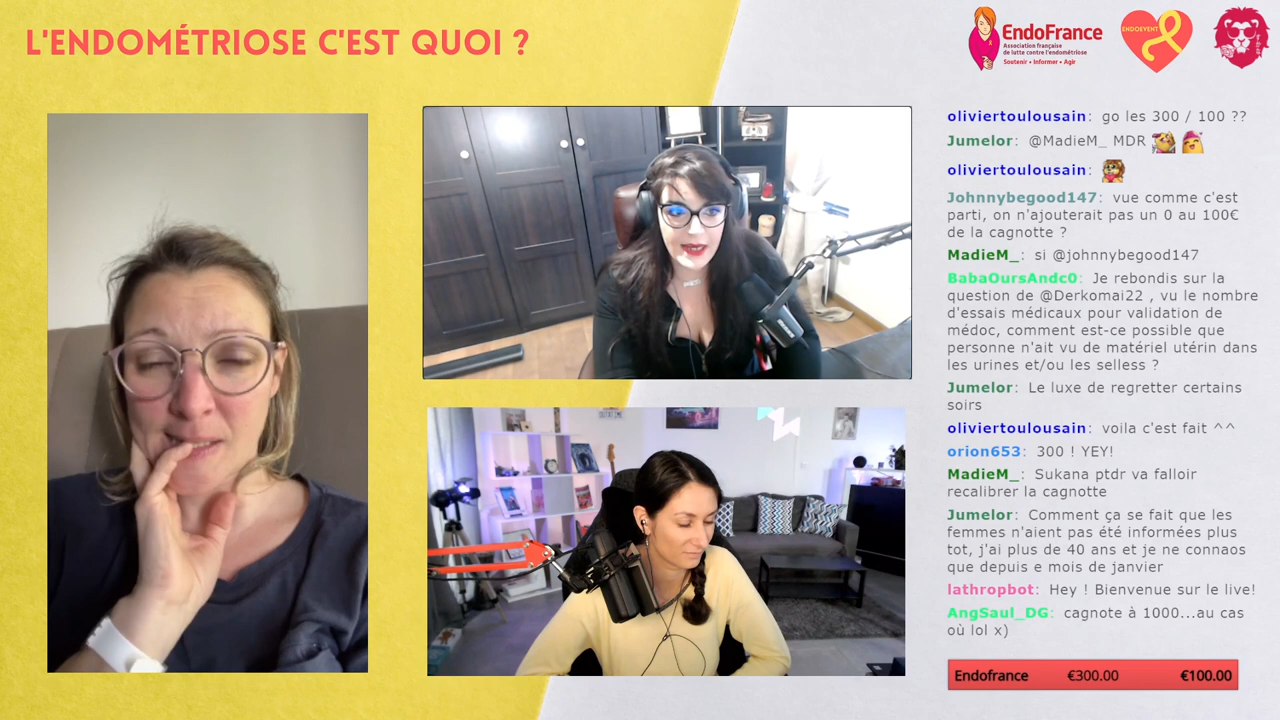 L'ENDOMÉTRIOSE C'EST QUOI ?
EndoFrance
Association française
de lutte contre l'endométriose
Soutenir • Informer • Agir
ENDOEVENT
oliviertoulousain: go les 300 / 100 ??
Jumelor: @MadieM_ MDR
oliviertoulousain:
Johnnybegood147: vue comme c'est
parti, on n'ajouterait pas un 0 au 100€
de la cagnotte ?
MadieM_: si @johnnybegood147
BabaOursAndc0: Je rebondis sur la
question de @Derkomai22 , vu le nombre
d'essais médicaux pour validation de
médoc, comment est-ce possible que
personne n'ait vu de matériel utérin dans
les urines et/ou les selless ?
Jumelor: Le luxe de regretter certains
soirs
oliviertoulousain: voila c'est fait ^^
orion653: 300 ! YEY!
MadieM_: Sukana ptdr va falloir
recalibrer la cagnotte
Jumelor: Comment ça se fait que les
femmes n'aient pas été informées plus
tot, j'ai plus de 40 ans et je ne connaos
que depuis e mois de janvier
lathropbot: Hey ! Bienvenue sur le live!
AngSaul_DG: cagnote à 1000...au cas
où lol x)
Endofrance €300.00 €100.00